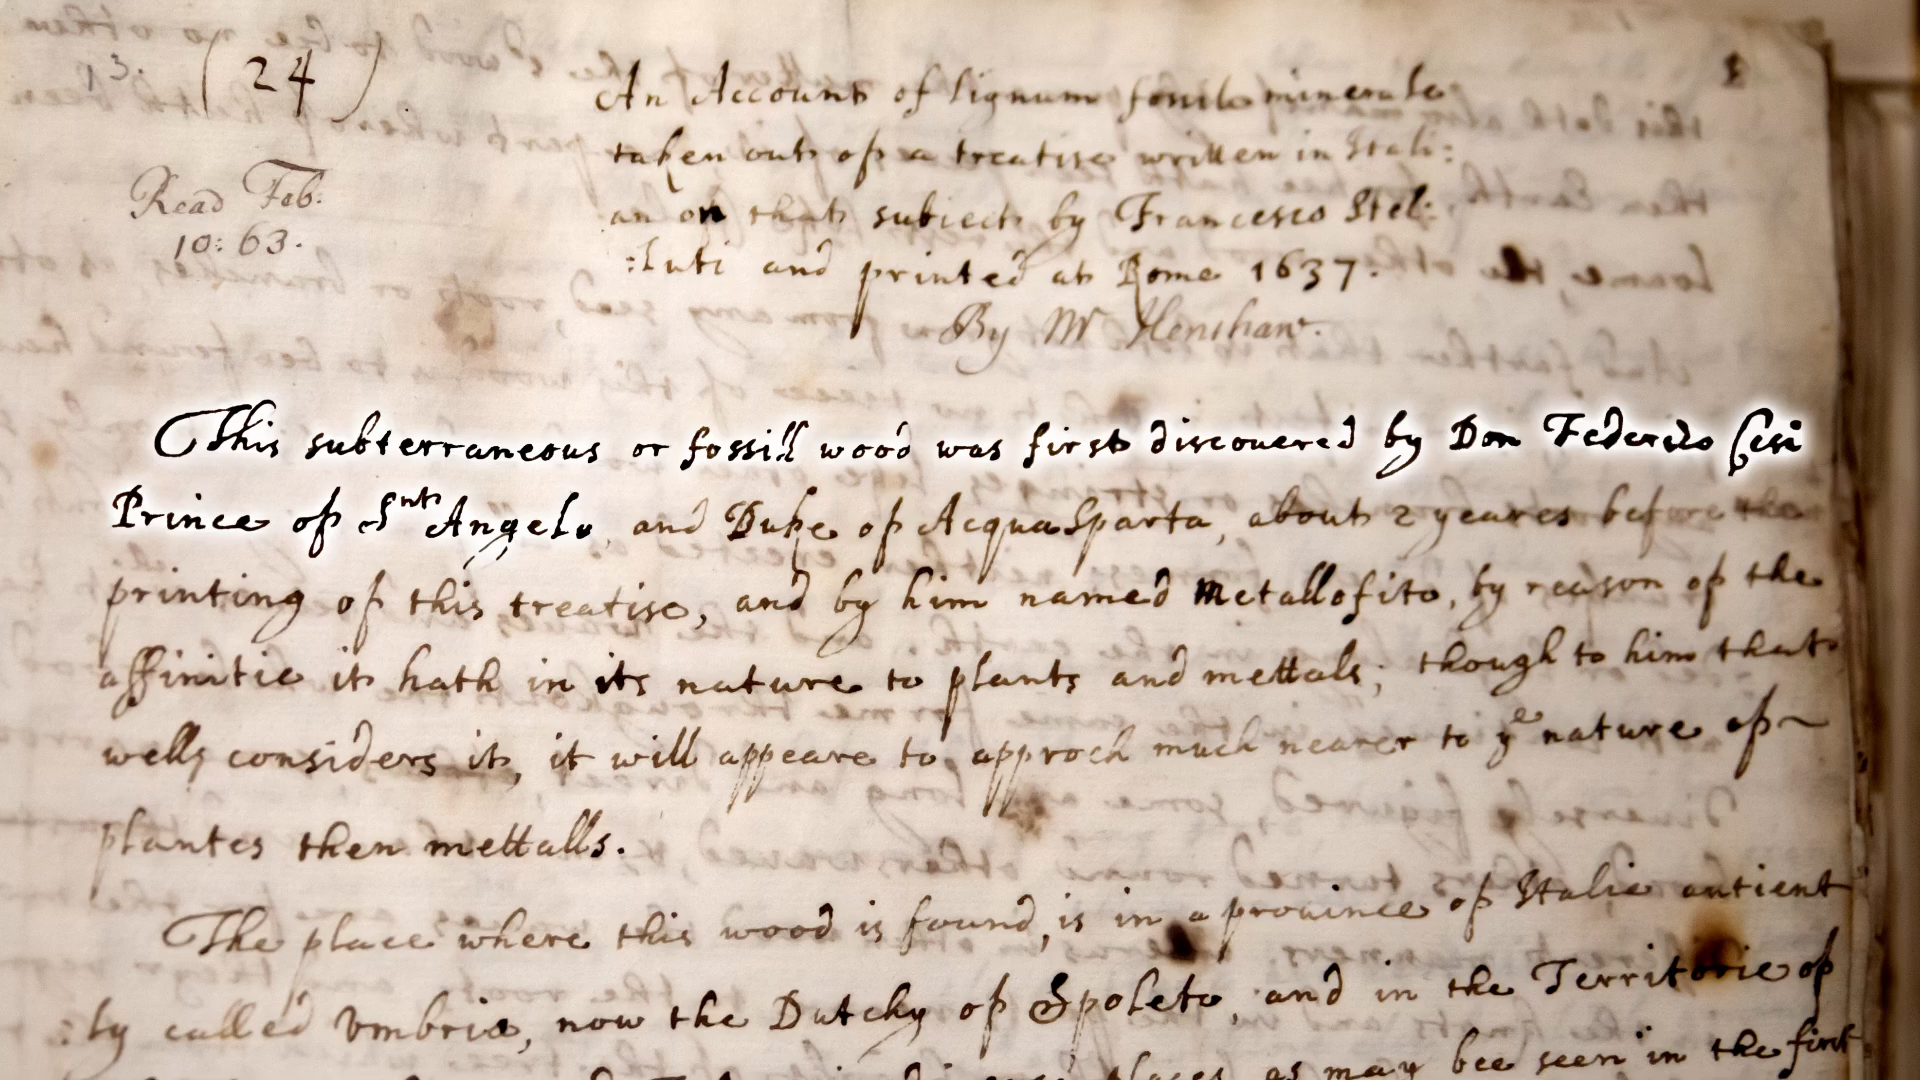 13. (24)
3
An Account of Lignum fossile minerale
taken out of a treatise written in Itali:
an on that subiect by Francesco Stel:
:luti and printed at Rome 1637.
By Mr Henshaw.
Read Feb:
10: 63.
This subterraneous or fossill wood was first discouered by Don Federico Cesi
Prince of Snt Angelo, and Duke of Acqua Sparta, about 2 yeares before the
printing of this treatise, and by him named Metallofito, by reason of the
affinitie it hath in its nature to plants and mettals; though to him that
well considers it, it will appeare to approch much nearer to ye nature of
plantes then mettalls.
The place where this wood is found, is in a prouince of Italie antient
:ly called Vmbria, now the Dutchy of Spoleto, and in the Territorie of
places, as may bee seen in the first